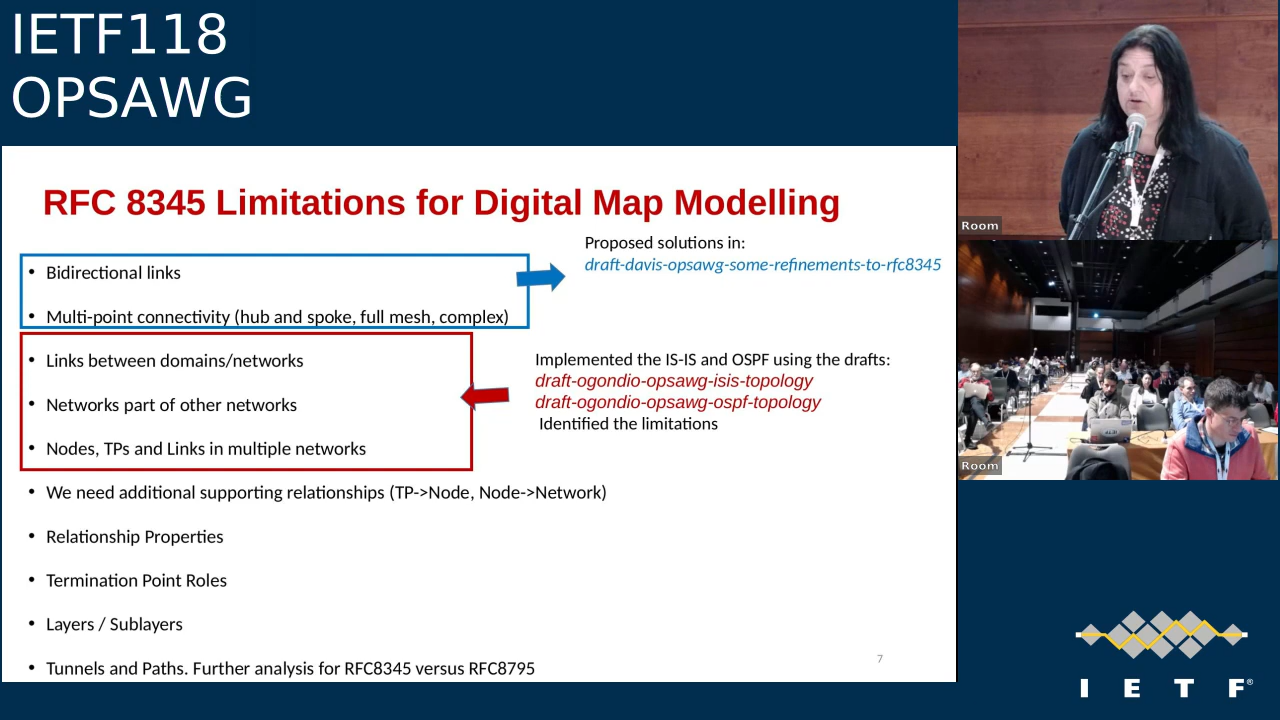 IETF118
OPSAWG
RFC 8345 Limitations for Digital Map Modelling
Proposed solutions in:
draft-davis-opsawg-some-refinements-to-rfc8345
• Bidirectional links
• Multi-point connectivity (hub and spoke, full mesh, complex)
• Links between domains/networks
• Networks part of other networks
• Nodes, TPs and Links in multiple networks
Implemented the IS-IS and OSPF using the drafts:
draft-ogondio-opsawg-isis-topology
draft-ogondio-opsawg-ospf-topology
Identified the limitations
• We need additional supporting relationships (TP->Node, Node->Network)
• Relationship Properties
• Termination Point Roles
• Layers / Sublayers
• Tunnels and Paths. Further analysis for RFC8345 versus RFC8795
7
Room
Room
I E T F®